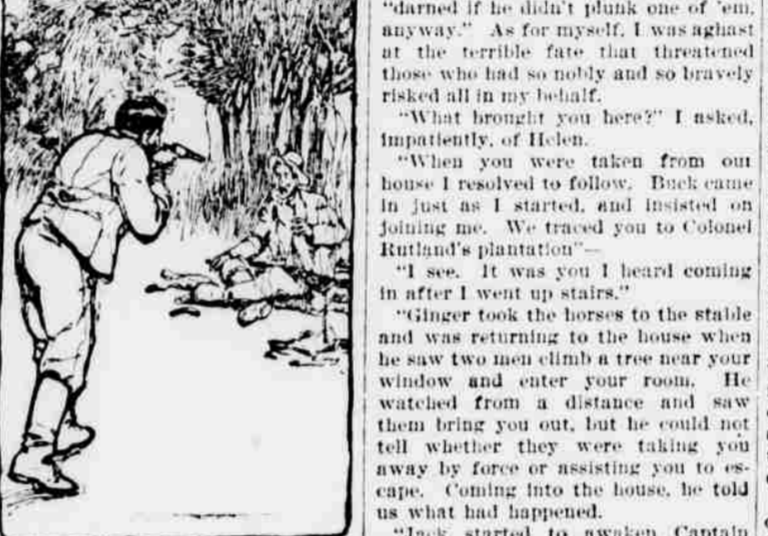 "darned if he didn't plunk one of 'em,
anyway." As for myself, I was aghast
at the terrible fate that threatened
those who had so nobly and so bravely
risked all in my behalf.
"What brought you here?" I asked,
impatiently, of Helen.
"When you were taken from our
house I resolved to follow. Buck came
in just as I started, and insisted on
joining me. We traced you to Colonel
Rutland's plantation"—
"I see. It was you I heard coming
in after I went up stairs."
"Ginger took the horses to the stable
and was returning to the house when
he saw two men climb a tree near your
window and enter your room. He
watched from a distance and saw
them bring you out, but he could not
tell whether they were taking you
away by force or assisting you to es-
cape. Coming into the house, he told
us what had happened.
"Jack started to awaken Captain